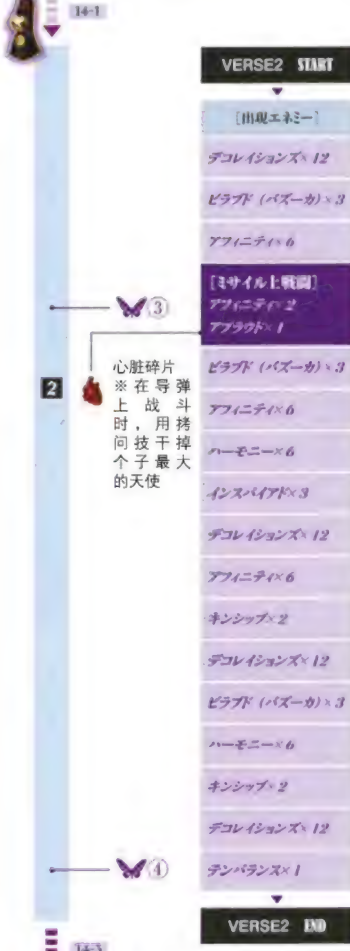 14-1
VERSE2 START
[出現エネミー]
デコレイションズ×12
ビラブド（バズーカ）×3
アフィニティ×6
[ミサイル上戦闘]
アフィニティ×2
アプラウド×1
③
心脏碎片
※在导弹
上战斗
时，用拷
问技干掉
个子最大
的天使
2
ビラブド（バズーカ）×3
アフィニティ×6
ハーモニー×6
インスパイアド×3
デコレイションズ×12
アフィニティ×6
キンシップ×2
デコレイションズ×12
ビラブド（バズーカ）×3
ハーモニー×6
キンシップ×2
デコレイションズ×12
④
テンパランス×1
VERSE2 END
14-3